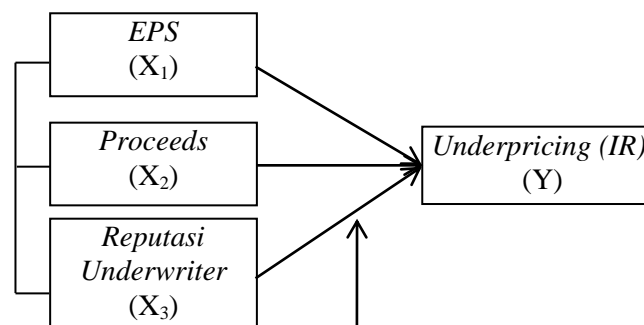 EPS
(X₁)
Proceeds
(X₂)
Underpricing (IR)
(Y)
Reputasi
Underwriter
(X₃)